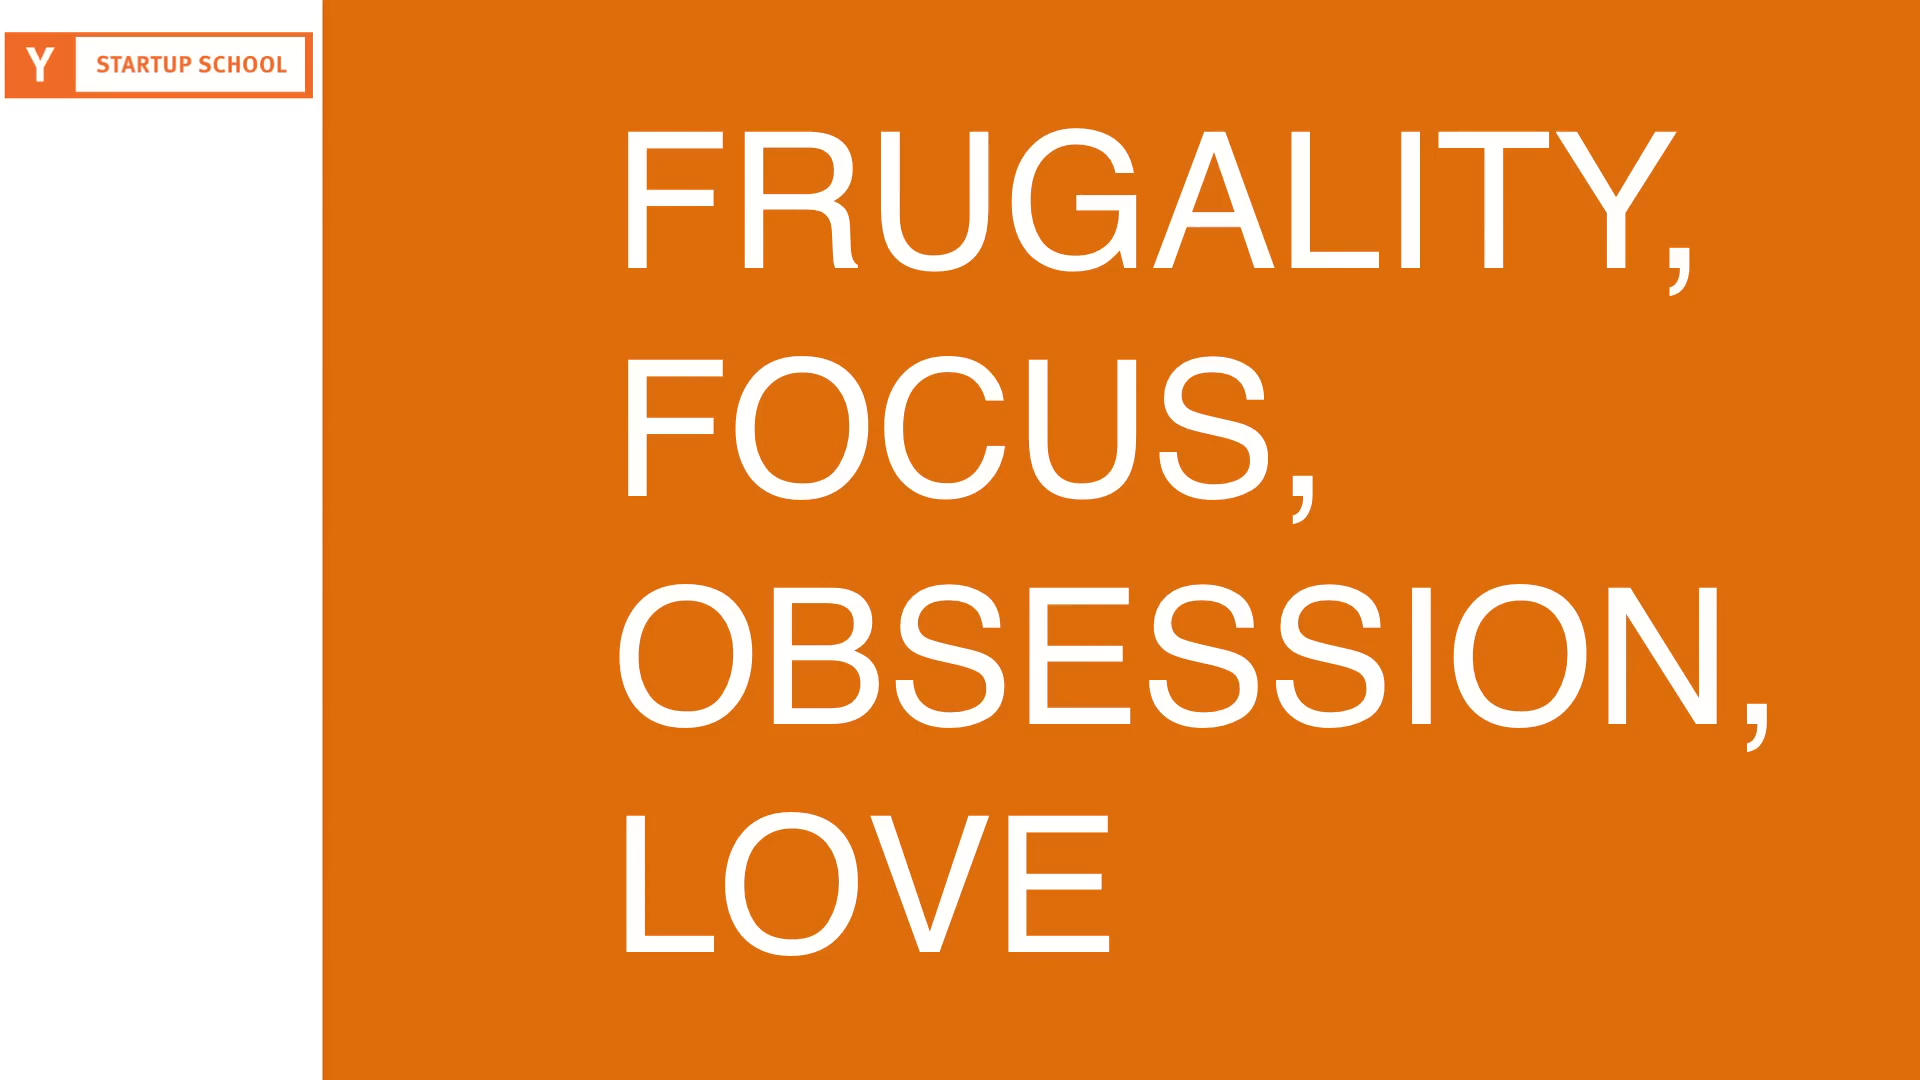 Y STARTUP SCHOOL
FRUGALITY,
FOCUS,
OBSESSION,
LOVE